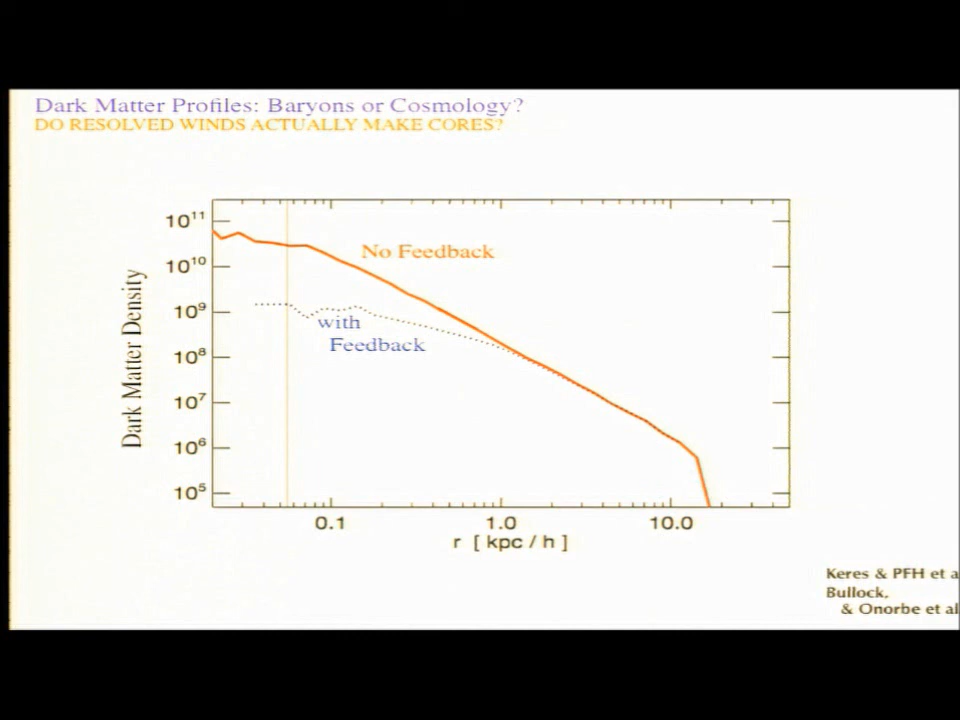 Dark Matter Profiles: Baryons or Cosmology?
DO RESOLVED WINDS ACTUALLY MAKE CORES?
10¹¹
10¹⁰
10⁹
10⁸
10⁷
10⁶
10⁵
Dark Matter Density
No Feedback
with
Feedback
0.1
1.0
10.0
r [ kpc / h ]
Keres & PFH et a
Bullock,
& Onorbe et al